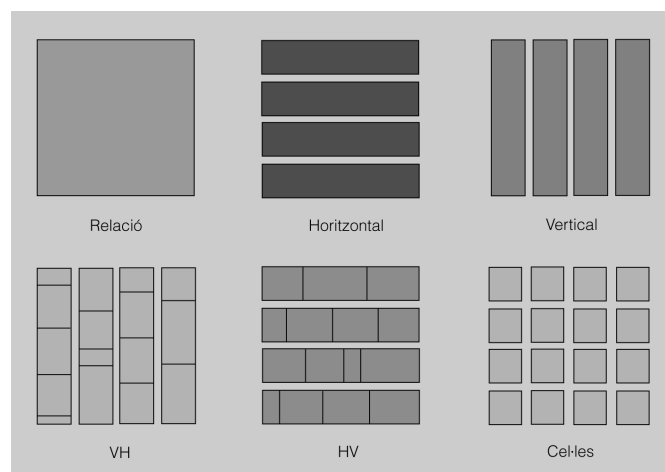 Relació
Horitzontal
Vertical
VH
HV
Cel·les